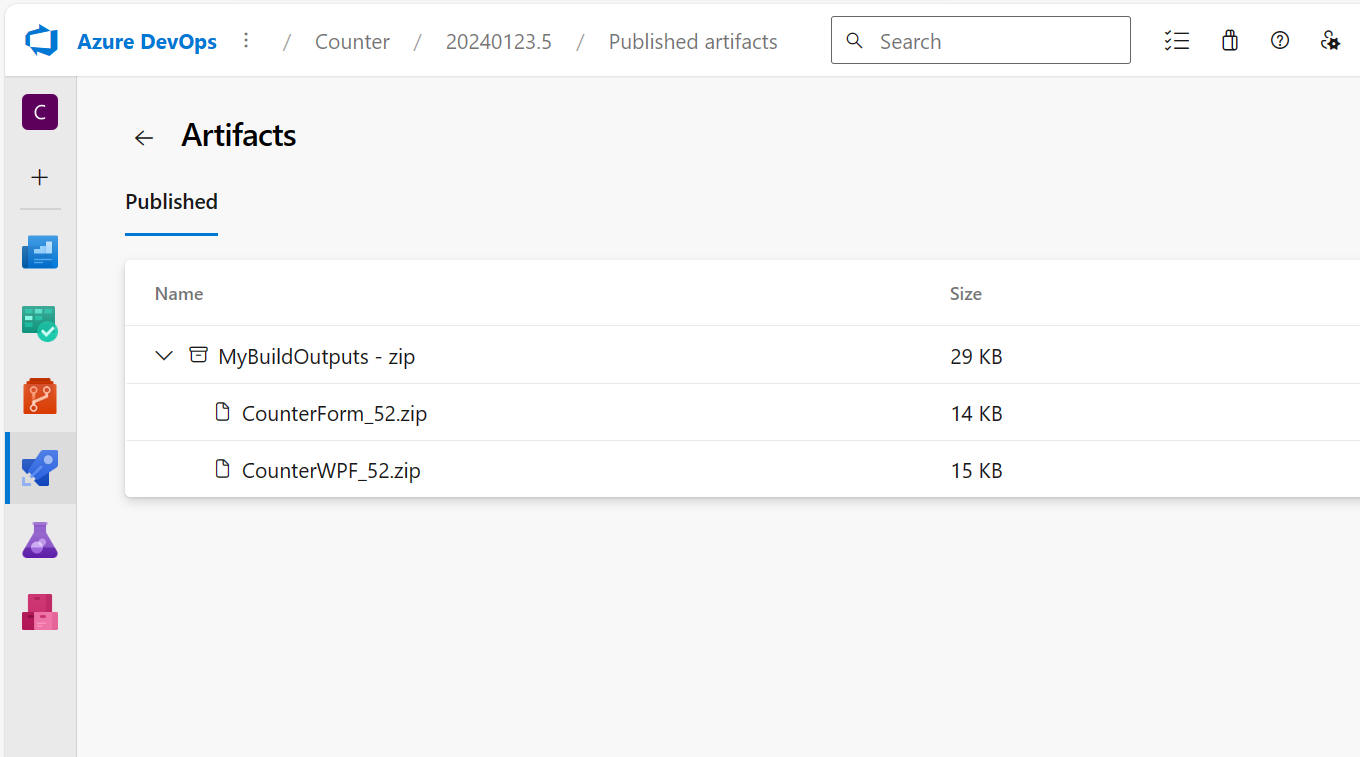 Azure DevOps / Counter / 20240123.5 / Published artifacts Search
C
Artifacts
Published
Name Size
MyBuildOutputs - zip 29 KB
CounterForm_52.zip 14 KB
CounterWPF_52.zip 15 KB